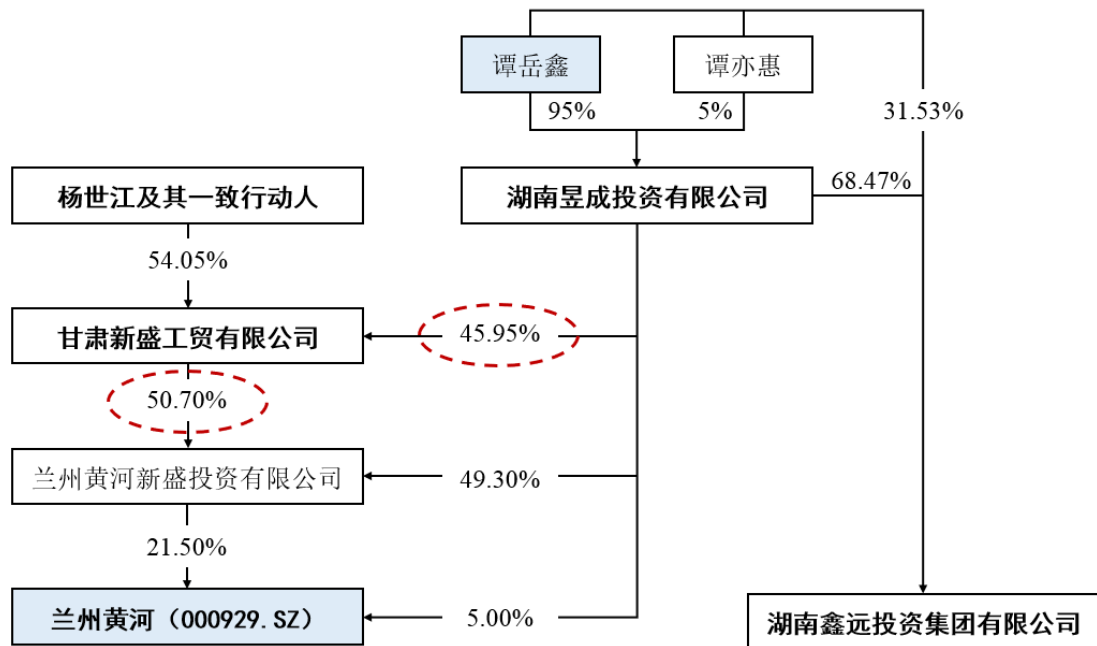 谭岳鑫
谭亦惠
95%
5%
31.53%
杨世江及其一致行动人
湖南昱成投资有限公司
68.47%
54.05%
甘肃新盛工贸有限公司
45.95%
50.70%
兰州黄河新盛投资有限公司
49.30%
21.50%
兰州黄河（000929.SZ）
5.00%
湖南鑫远投资集团有限公司